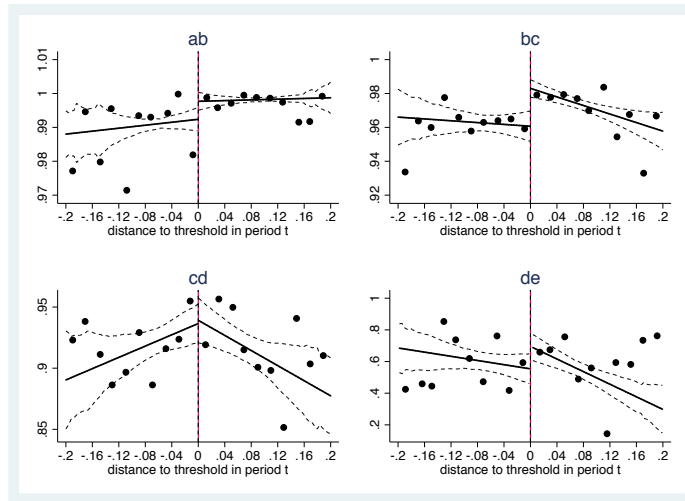 ab
1.01
1
.99
.98
.97
-.2 -.16 -.12 -.08 -.04 0 .04 .08 .12 .16 .2
distance to threshold in period t
bc
1
.98
.96
.94
.92
-.2 -.16 -.12 -.08 -.04 0 .04 .08 .12 .16 .2
distance to threshold in period t
cd
.95
.9
.85
-.2 -.16 -.12 -.08 -.04 0 .04 .08 .12 .16 .2
distance to threshold in period t
de
1
.8
.6
.4
.2
-.2 -.16 -.12 -.08 -.04 0 .04 .08 .12 .16 .2
distance to threshold in period t